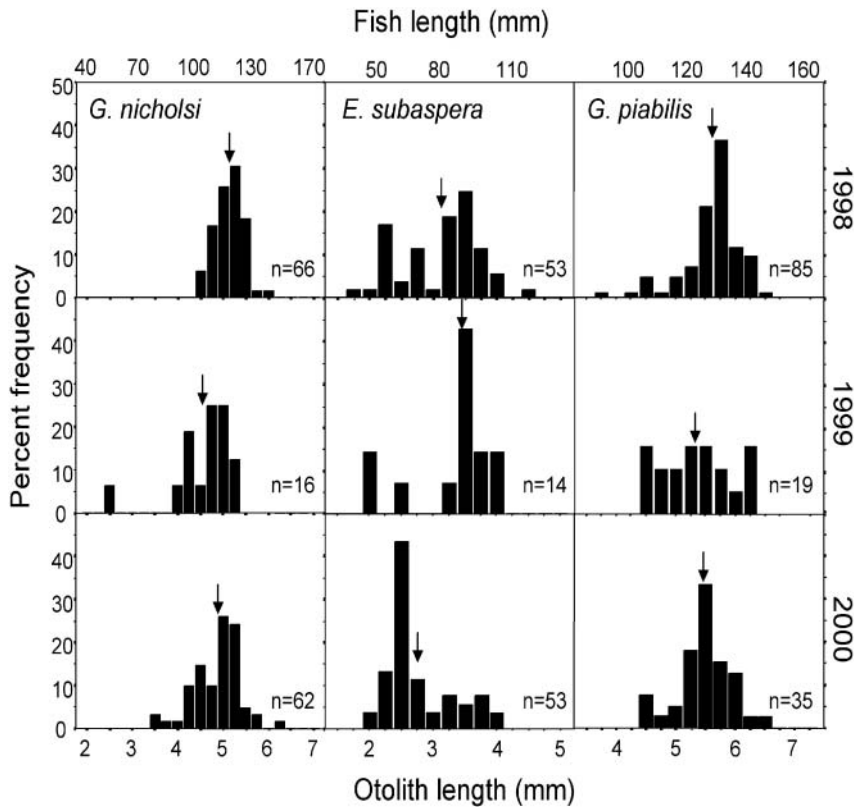 Fish length (mm)
40 70 100 130 170 50 80 110 100 120 140 160
G. nicholsi E. subaspera G. piabilis
50
40
30
20
10
0
n=66 n=53 n=85
1998
40
30
20
10
0
n=16 n=14 n=19
1999
40
30
20
10
0
n=62 n=53 n=35
2000
Percent frequency
2 3 4 5 6 7 2 3 4 5 4 5 6 7
Otolith length (mm)